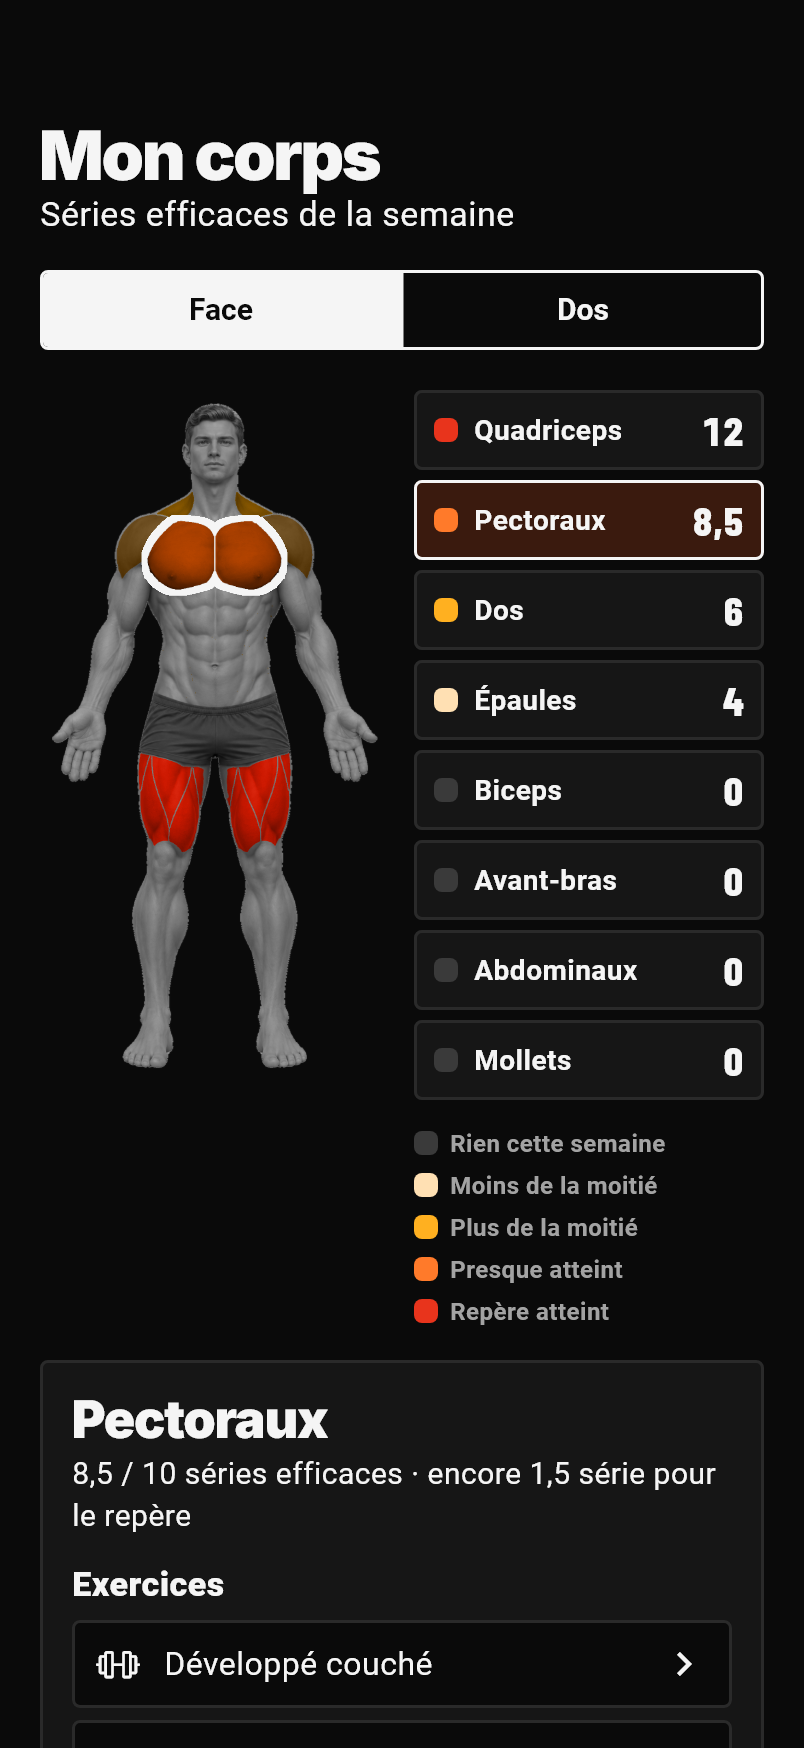 Mon corps
Séries efficaces de la semaine
Face
Dos
Quadriceps 12
Pectoraux 8,5
Dos 6
Épaules 4
Biceps 0
Avant-bras 0
Abdominaux 0
Mollets 0
Rien cette semaine
Moins de la moitié
Plus de la moitié
Presque atteint
Repère atteint
Pectoraux
8,5 / 10 séries efficaces · encore 1,5 série pour
le repère
Exercices
Développé couché